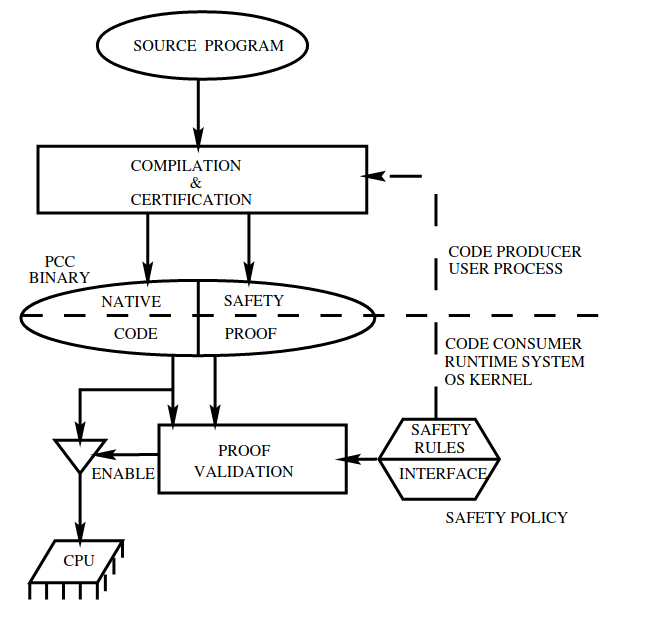 SOURCE PROGRAM
COMPILATION
&
CERTIFICATION
PCC
BINARY
CODE PRODUCER
USER PROCESS
NATIVE
SAFETY
CODE
PROOF
CODE CONSUMER
RUNTIME SYSTEM
OS KERNEL
SAFETY
RULES
INTERFACE
PROOF
VALIDATION
ENABLE
SAFETY POLICY
CPU